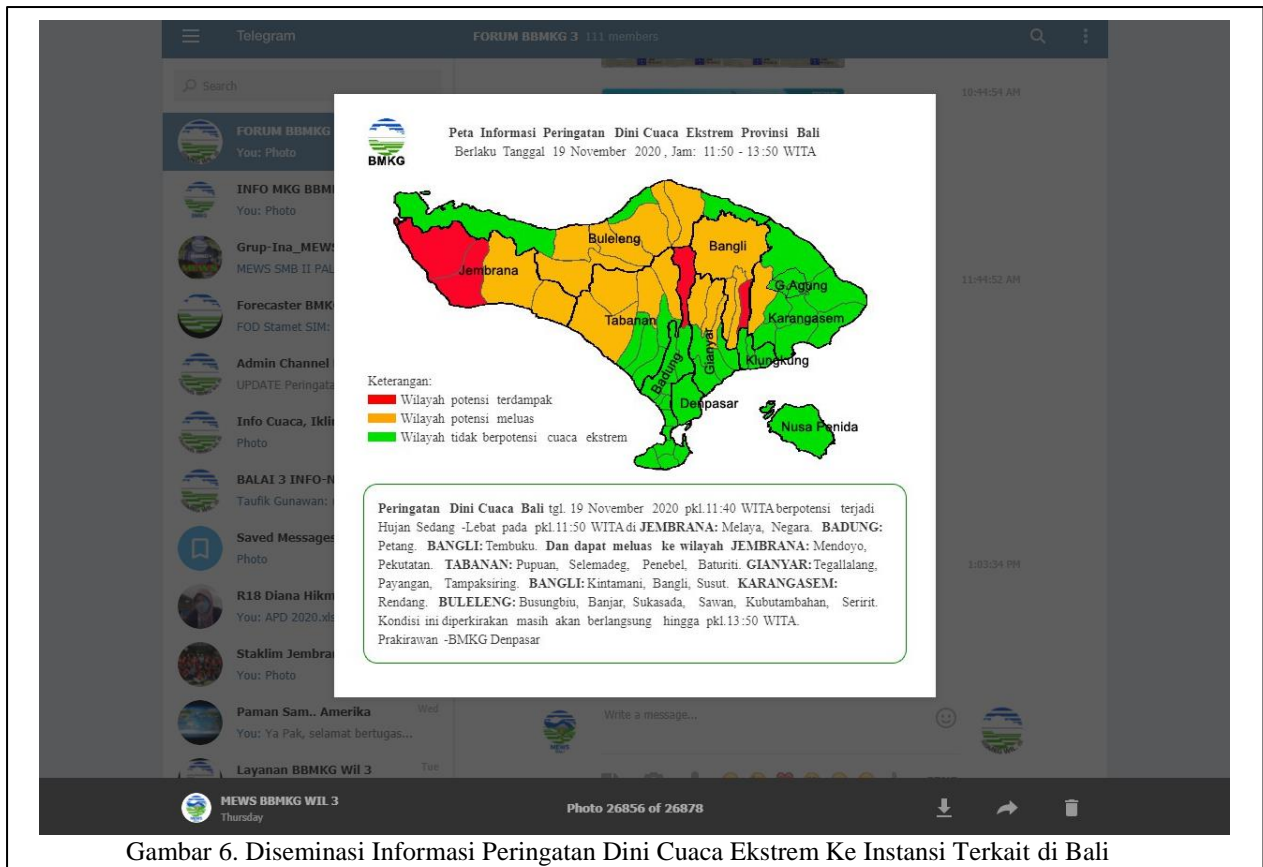 Telegram
FORUM BBMKG 3 111 members
Search
10:44:54 AM
FORUM BBMKG
You: Photo
INFO MKG BBM
You: Photo
Grup-Ina_MEWS
MEWS SMB II PAL
11:44:52 AM
Forecaster BMK
FOD Stamet SIM:
Admin Channel
UPDATE Peringata
Info Cuaca, Ikli
Photo
BALAI 3 INFO-N
Taufik Gunawan:
Saved Messages
Photo
1:03:34 PM
R18 Diana Hikm
You: APD 2020.xls
Staklim Jembra
You: Photo
Paman Sam.. Amerika Wed
You: Ya Pak, selamat bertugas...
Layanan BBMKG Wil 3 Tue
Write a message...
BMKG
Peta Informasi Peringatan Dini Cuaca Ekstrem Provinsi Bali
Berlaku Tanggal 19 November 2020 , Jam: 11:50 - 13:50 WITA
Buleleng
Bangli
Jembrana
G.Agung
Tabanan
Karangasem
Gianyar
Klungkung
Badung
Denpasar
Nusa Penida
Keterangan:
Wilayah potensi terdampak
Wilayah potensi meluas
Wilayah tidak berpotensi cuaca ekstrem
Peringatan Dini Cuaca Bali tgl. 19 November 2020 pkl.11:40 WITA berpotensi terjadi
Hujan Sedang -Lebat pada pkl.11:50 WITA di JEMBRANA: Melaya, Negara. BADUNG:
Petang. BANGLI: Tembuku. Dan dapat meluas ke wilayah JEMBRANA: Mendoyo,
Pekutatan. TABANAN: Pupuan, Selemadeg, Penebel, Baturiti. GIANYAR: Tegallalang,
Payangan, Tampaksiring. BANGLI: Kintamani, Bangli, Susut. KARANGASEM:
Rendang. BULELENG: Busungbiu, Banjar, Sukasada, Sawan, Kubutambahan, Seririt.
Kondisi ini diperkirakan masih akan berlangsung hingga pkl.13:50 WITA.
Prakirawan -BMKG Denpasar
MEWS BBMKG WIL 3
Thursday
Photo 26856 of 26878
Gambar 6. Diseminasi Informasi Peringatan Dini Cuaca Ekstrem Ke Instansi Terkait di Bali